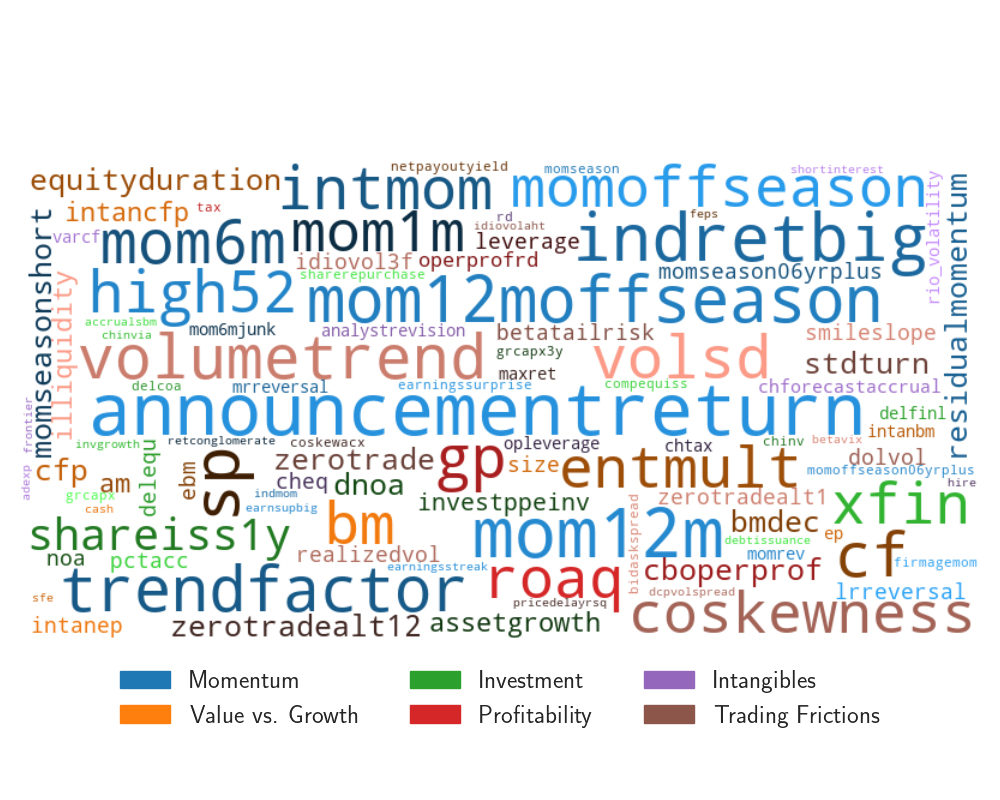 netpayoutyield momseason shortinterest
equityduration intmom momoffseason
intancfp tax rd feps
idiovolaht
varcf mom6m mom1m leverage indretbig
idiovol3f operprofrd
sharerepurchase momseason06yrplus
rio_volatility
residualmomentum
momseasonshort
illiquidity
high52 mom12moffseason
accrualsbm
chinvia mom6mjunk analystrevision betatailrisk smileslope
volumetrend grcapx3y volsd stdturn
maxret
delcoa mrreversal earningssurprise compequiss chforecastaccrual
announcementreturn delfinl
frontier
intanbm
invgrowth retconglomerate coskewacx opleverage chtax chinv betavix
dolvol
cfp ebm sp zerotrade gp size entmult momoffseason06yrplus
adexp am delequ cheq dnoa hire
grcapx indmom investppeinv zerotradealt1 xfin
cash earnsupbig
shareiss1y bm mom12m bidaskspread bmdec ep cf
debtissuance
noa pctacc realizedvol momrev
earningsstreak cboperprof firmagemom
trendfactor roaq dcpvolspread lrreversal
sfe pricedelayrsq
intanep zerotradealt12 assetgrowth coskewness
Momentum Investment Intangibles
Value vs. Growth Profitability Trading Frictions